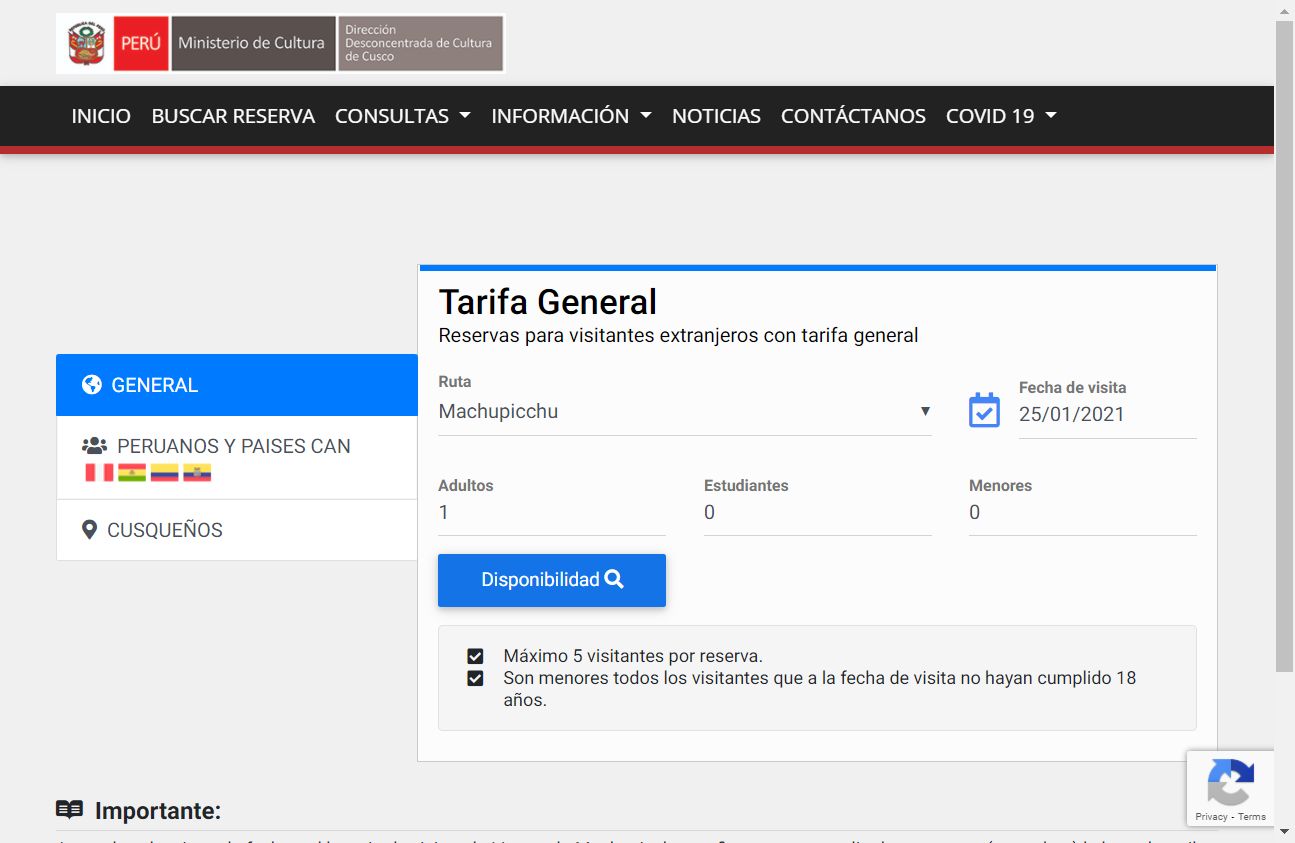 PERÚ
Ministerio de Cultura
Dirección
Desconcentrada de Cultura
de Cusco
INICIO BUSCAR RESERVA CONSULTAS INFORMACIÓN NOTICIAS CONTÁCTANOS COVID 19
Tarifa General
Reservas para visitantes extranjeros con tarifa general
GENERAL
PERUANOS Y PAISES CAN
CUSQUEÑOS
Ruta
Machupicchu
Fecha de visita
25/01/2021
Adultos
1
Estudiantes
0
Menores
0
Disponibilidad
Máximo 5 visitantes por reserva.
Son menores todos los visitantes que a la fecha de visita no hayan cumplido 18
años.
Privacy - Terms
Importante: